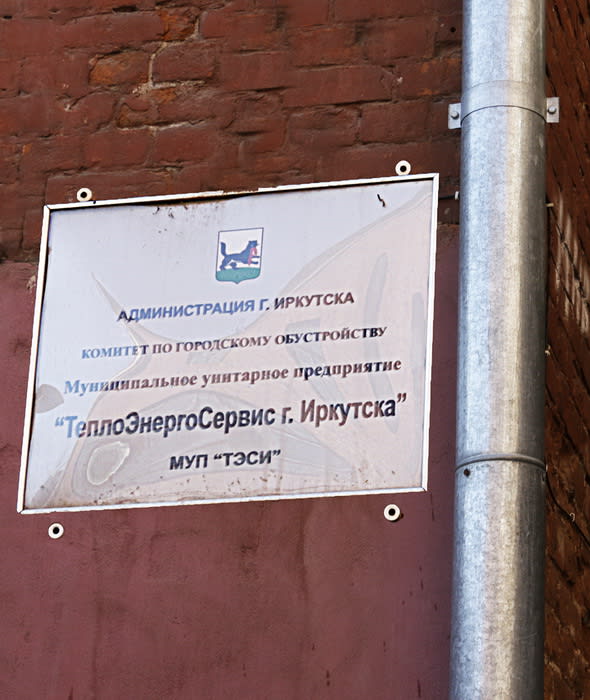 АДМИНИСТРАЦИЯ Г. ИРКУТСКА
КОМИТЕТ ПО ГОРОДСКОМУ ОБУСТРОЙСТВУ
Муниципальное унитарное предприятие
“ТеплоЭнергоСервис г. Иркутска”
МУП “ТЭСИ”